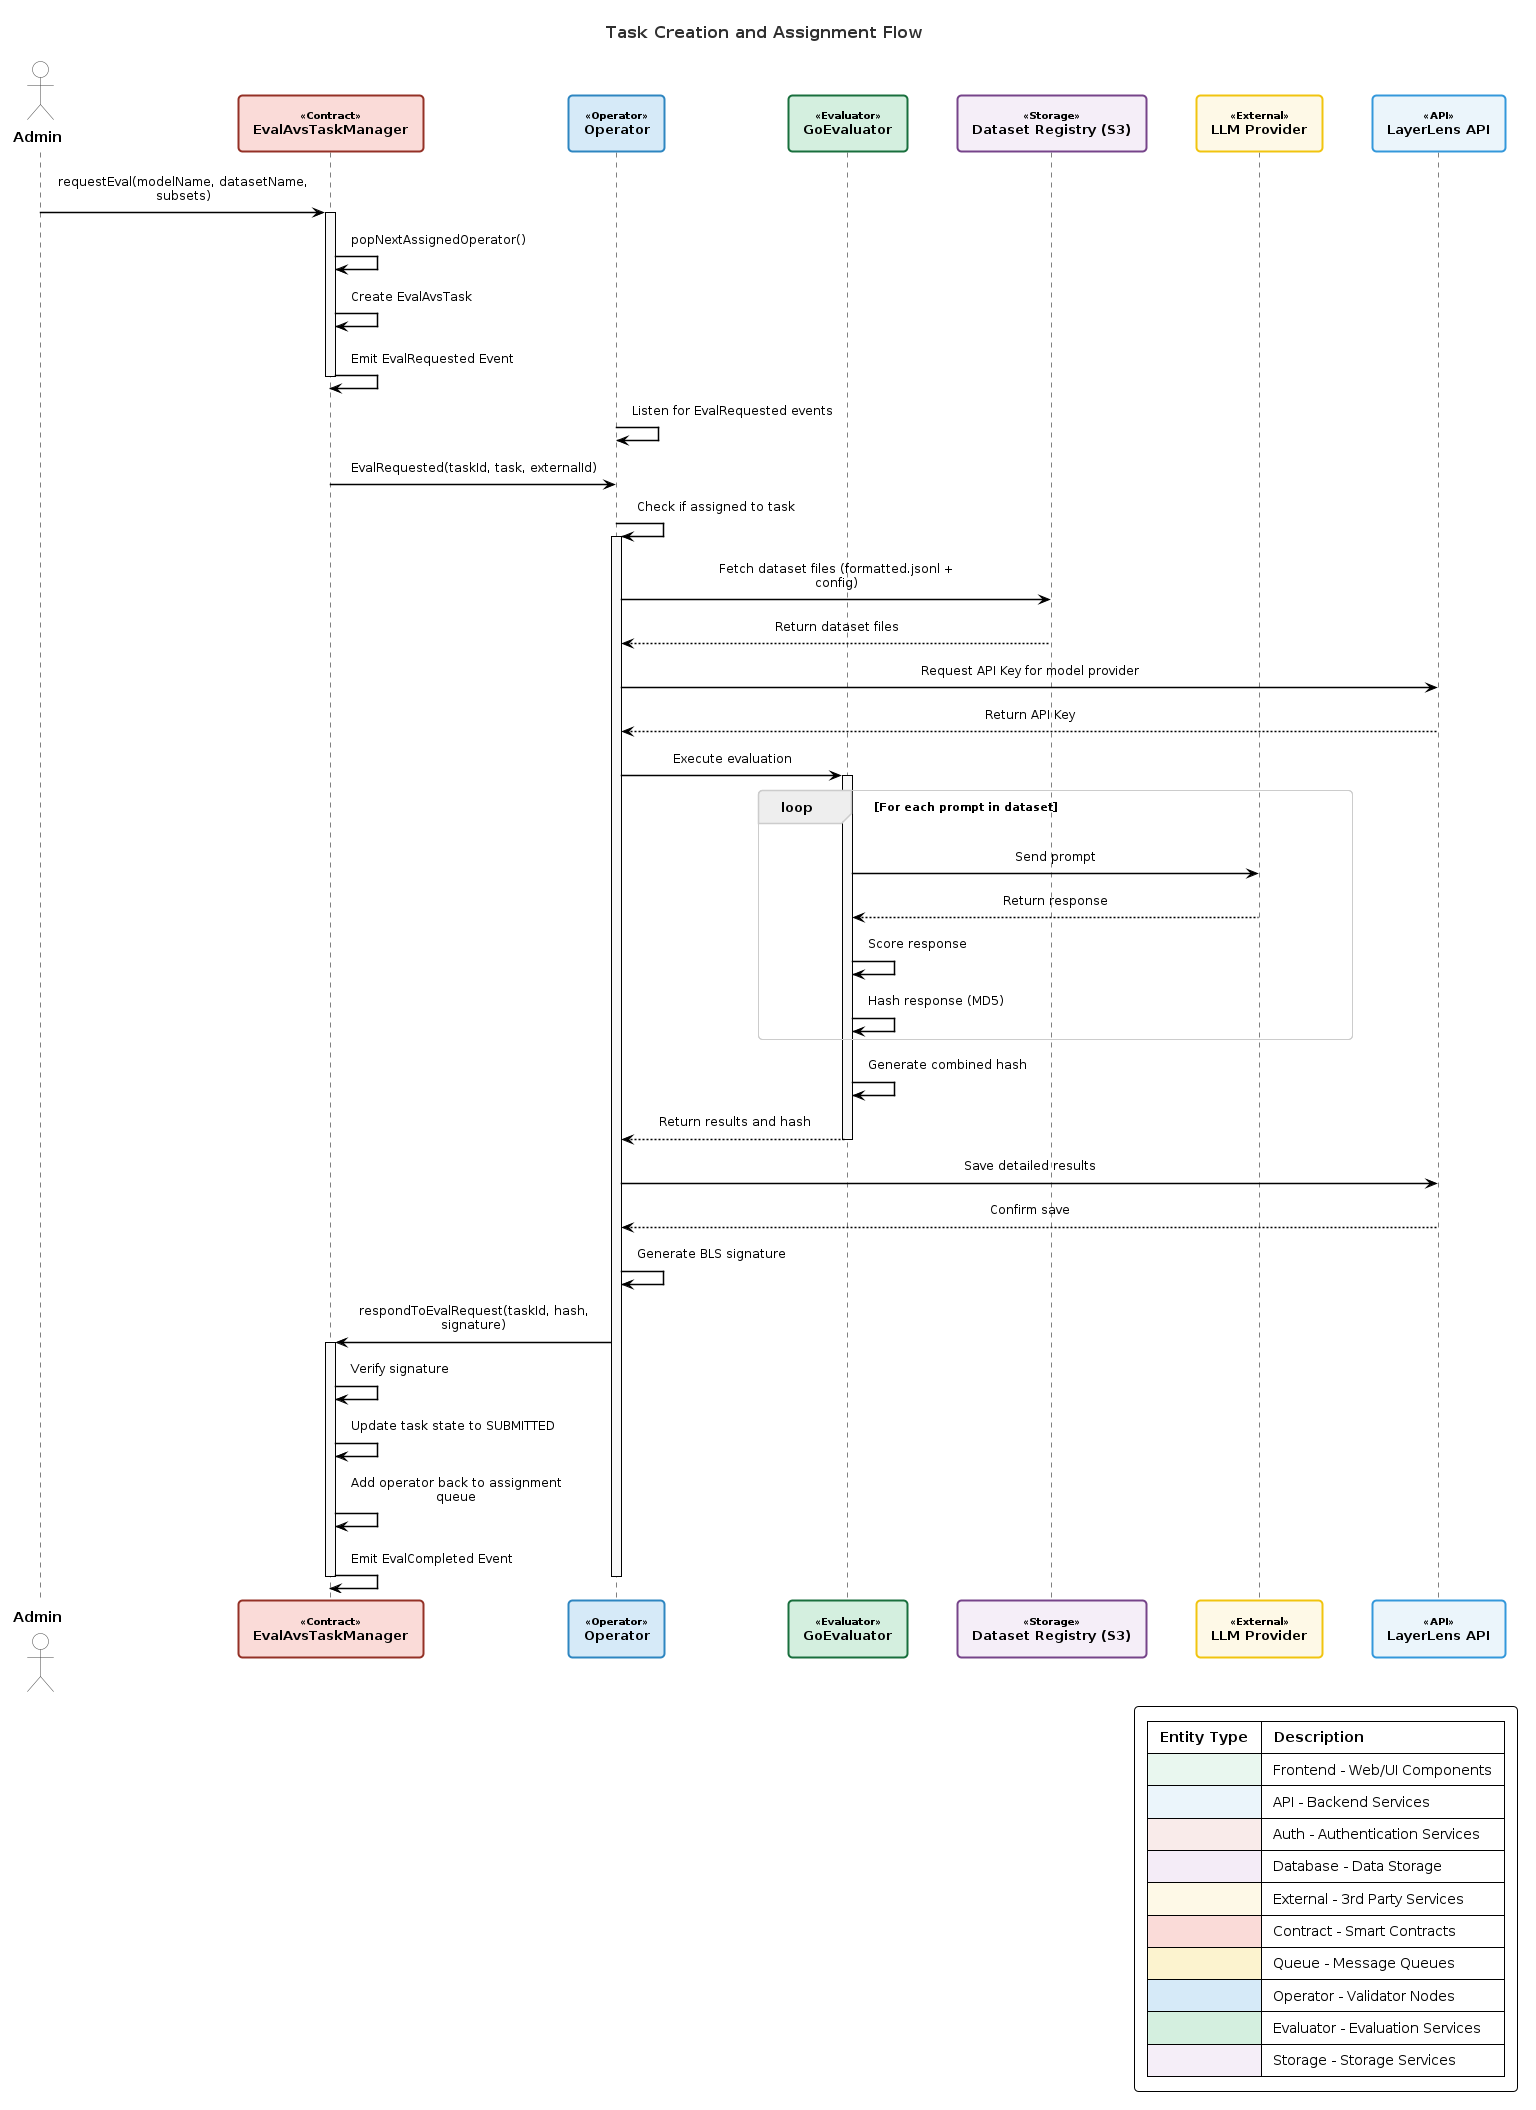 Task Creation and Assignment Flow
Admin
«Contract»
EvalAvsTaskManager
«Operator»
Operator
«Evaluator»
GoEvaluator
«Storage»
Dataset Registry (S3)
«External»
LLM Provider
«API»
LayerLens API
requestEval(modelName, datasetName,
subsets)
popNextAssignedOperator()
Create EvalAvsTask
Emit EvalRequested Event
Listen for EvalRequested events
EvalRequested(taskId, task, externalId)
Check if assigned to task
Fetch dataset files (formatted.jsonl +
config)
Return dataset files
Request API Key for model provider
Return API Key
Execute evaluation
loop
[For each prompt in dataset]
Send prompt
Return response
Score response
Hash response (MD5)
Generate combined hash
Return results and hash
Save detailed results
Confirm save
Generate BLS signature
respondToEvalRequest(taskId, hash,
signature)
Verify signature
Update task state to SUBMITTED
Add operator back to assignment
queue
Emit EvalCompleted Event
Admin
«Contract»
EvalAvsTaskManager
«Operator»
Operator
«Evaluator»
GoEvaluator
«Storage»
Dataset Registry (S3)
«External»
LLM Provider
«API»
LayerLens API
Entity Type Description
Frontend - Web/UI Components
API - Backend Services
Auth - Authentication Services
Database - Data Storage
External - 3rd Party Services
Contract - Smart Contracts
Queue - Message Queues
Operator - Validator Nodes
Evaluator - Evaluation Services
Storage - Storage Services